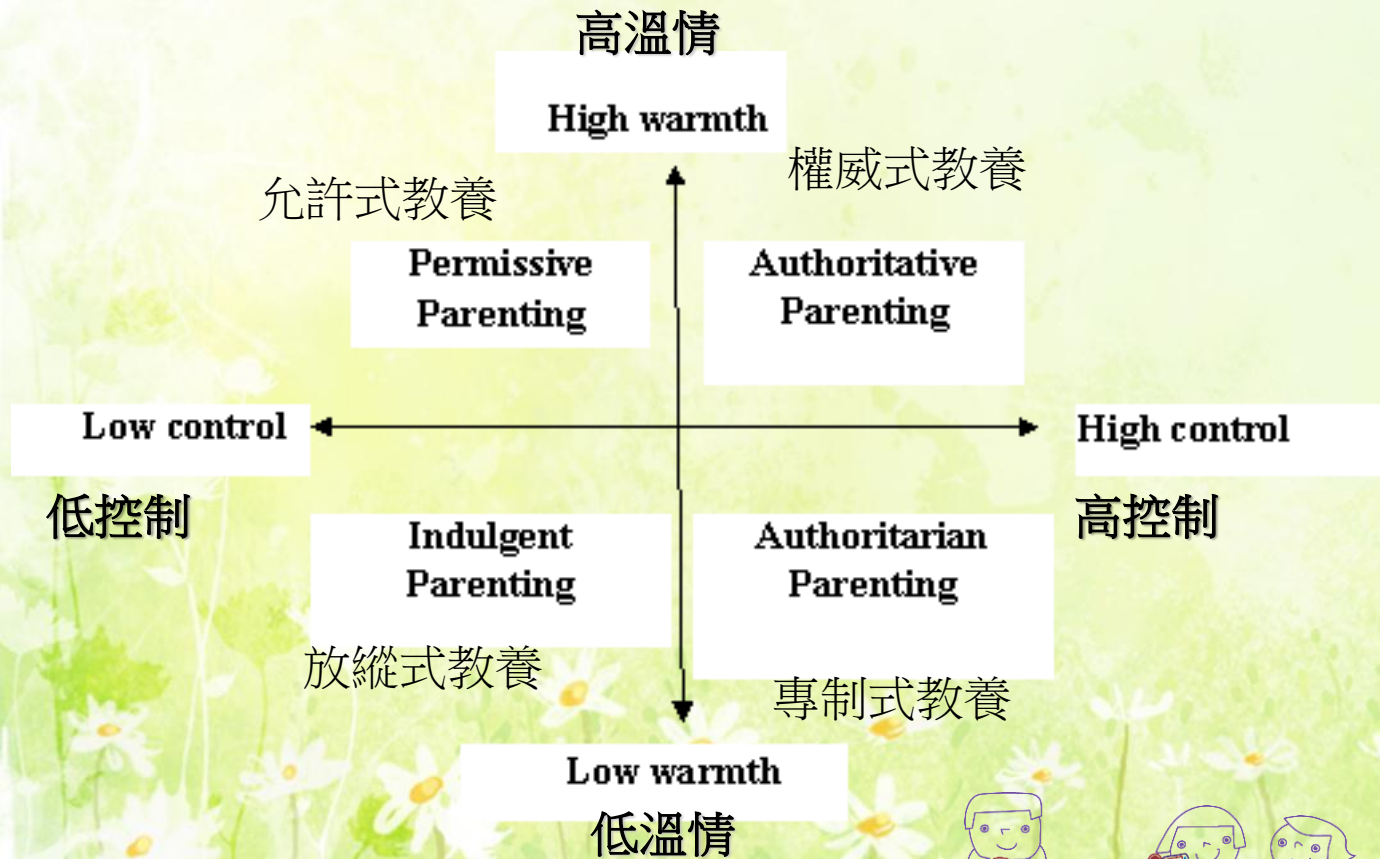 高溫情
High warmth
允許式教養
權威式教養
Permissive
Parenting
Authoritative
Parenting
Low control
High control
低控制
高控制
Indulgent
Parenting
Authoritarian
Parenting
放縱式教養
專制式教養
Low warmth
低溫情